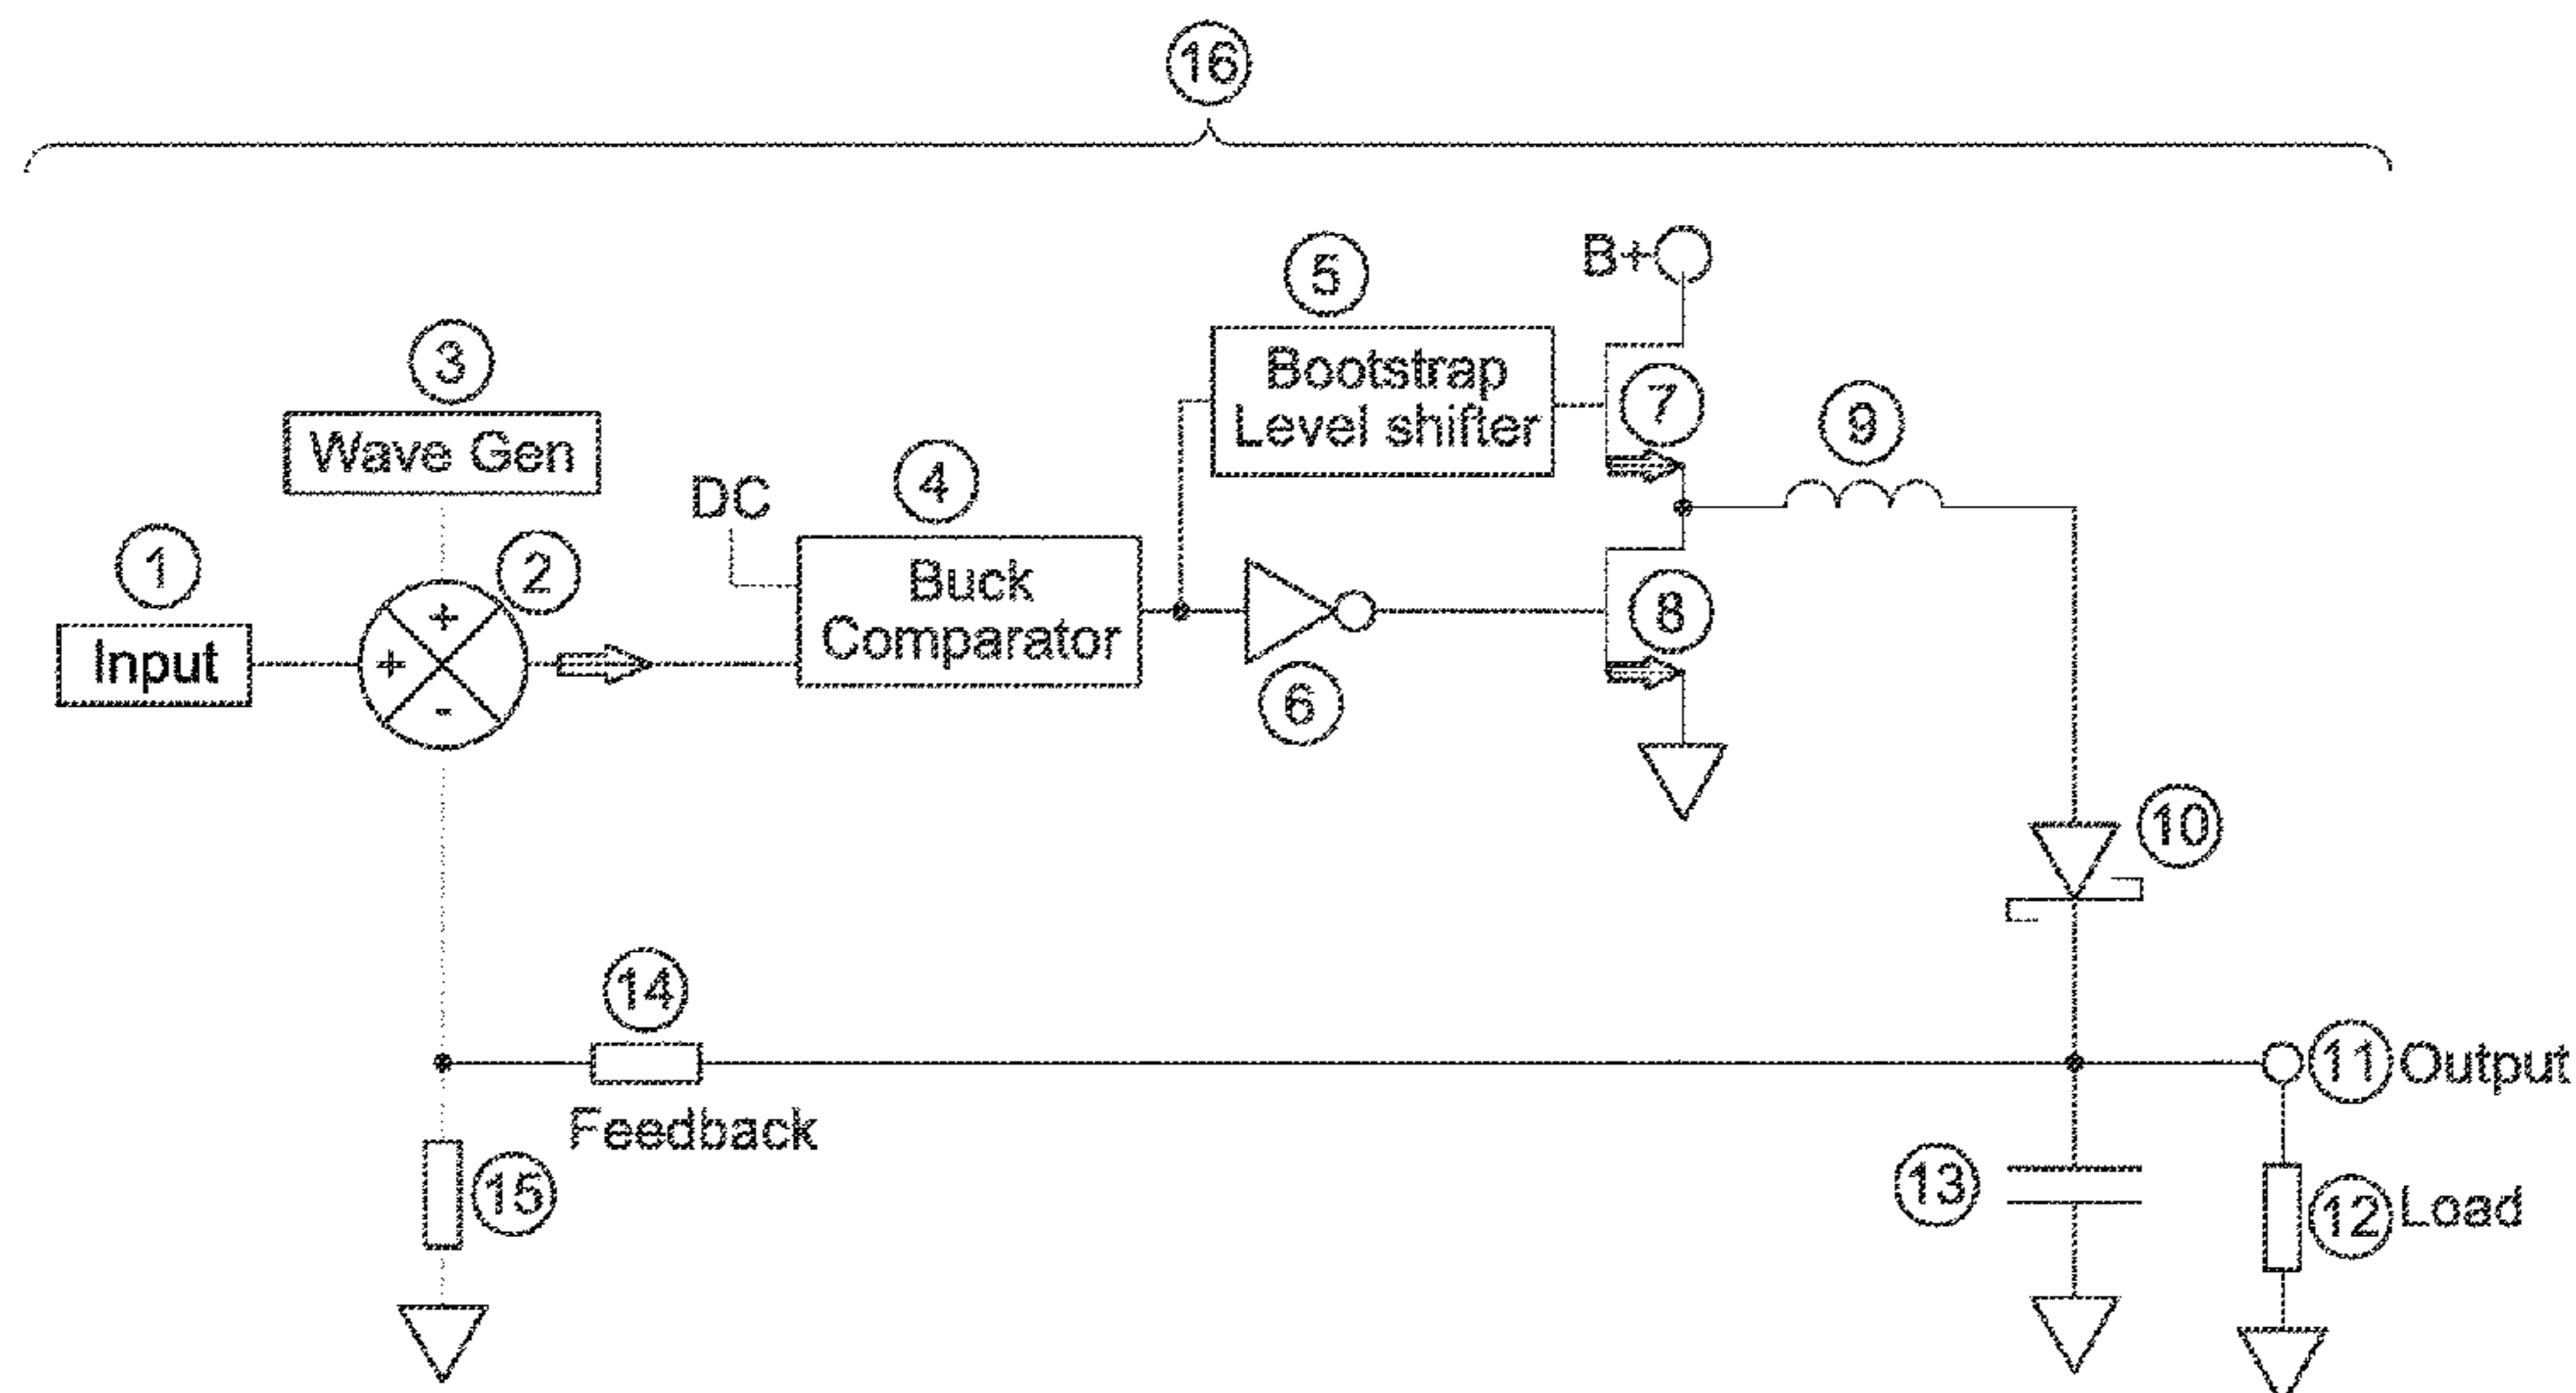 16
5
B+
3
Bootstrap
Level shifter
7
9
Wave Gen
DC
4
1
2
Buck
Comparator
8
Input
+
+
-
6
10
14
11 Output
Feedback
15
13
12 Load